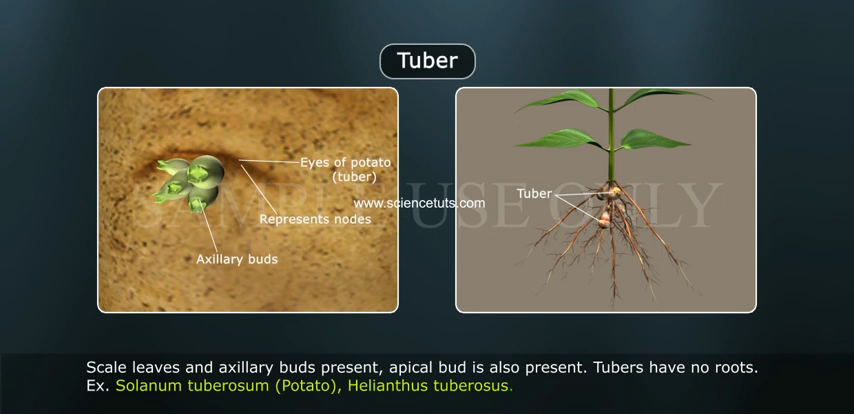 Tuber
Eyes of potato
(tuber)
Represents nodes
Axillary buds
www.sciencetuts.com
Tuber
SAMPLE USE ONLY
Scale leaves and axillary buds present, apical bud is also present. Tubers have no roots.
Ex. Solanum tuberosum (Potato), Helianthus tuberosus.